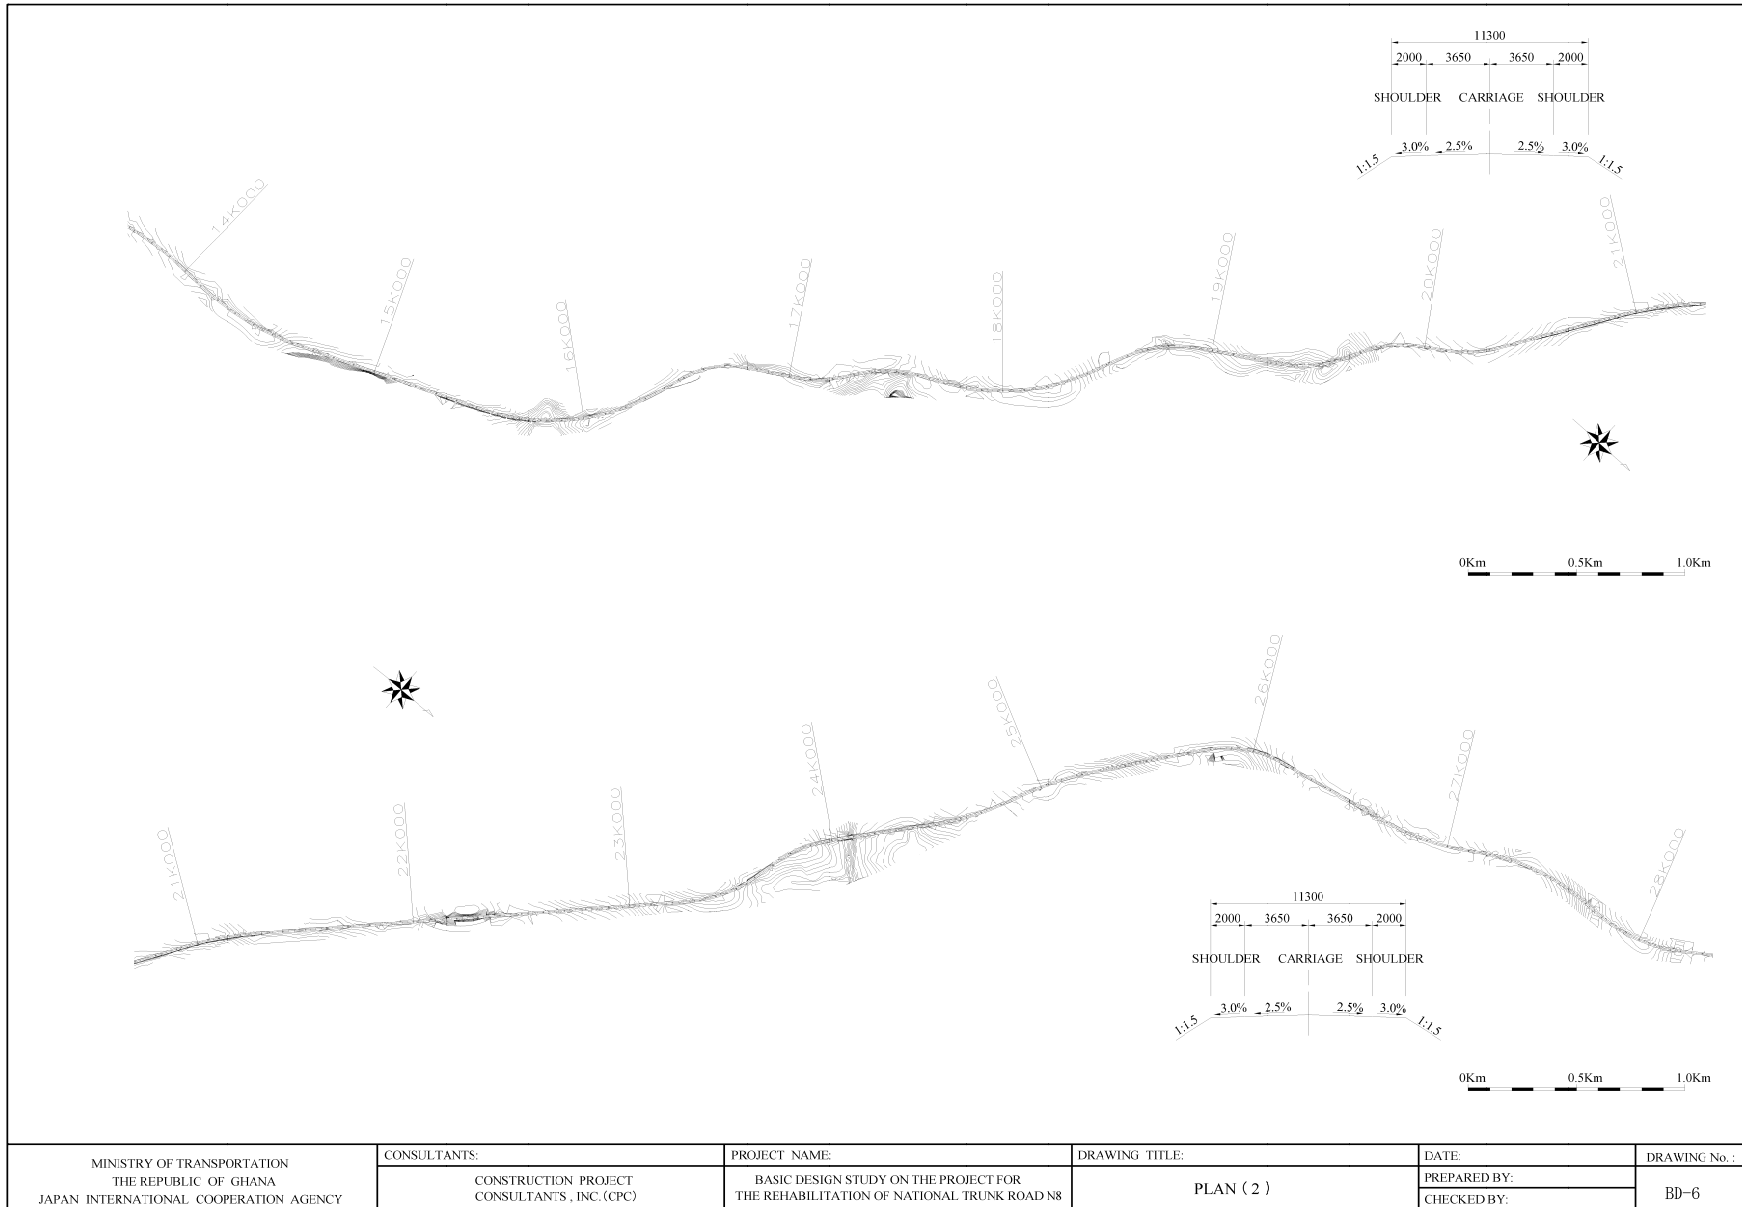 11300
2000 3650 3650 2000
SHOULDER CARRIAGE SHOULDER
3.0% 2.5% 2.5% 3.0%
1:1.5 1:1.5
14K000
15K000
16K000
17K000
18K000
19K000
20K000
21K000
0Km 0.5Km 1.0Km
21K000
22K000
23K000
24K000
25K000
26K000
27K000
28K000
11300
2000 3650 3650 2000
SHOULDER CARRIAGE SHOULDER
3.0% 2.5% 2.5% 3.0%
1:1.5 1:1.5
0Km 0.5Km 1.0Km
MINISTRY OF TRANSPORTATION
THE REPUBLIC OF GHANA
JAPAN INTERNATIONAL COOPERATION AGENCY
CONSULTANTS:
CONSTRUCTION PROJECT
CONSULTANTS , INC.(CPC)
PROJECT NAME:
BASIC DESIGN STUDY ON THE PROJECT FOR
THE REHABILITATION OF NATIONAL TRUNK ROAD N8
DRAWING TITLE:
PLAN ( 2 )
DATE:
PREPARED BY:
CHECKED BY:
DRAWING No. :
BD-6